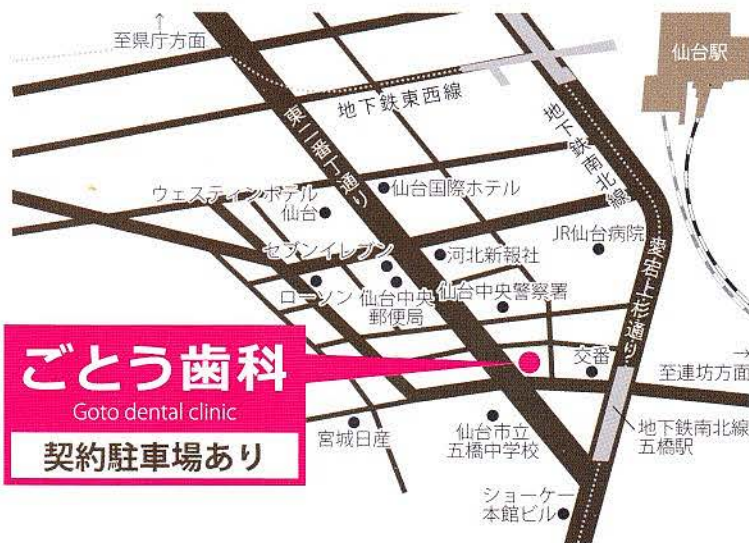 ↑
至県庁方面
仙台駅
地下鉄東西線
東二番丁通り
地下鉄南北線
ウェスティンホテル
仙台
仙台国際ホテル
JR仙台病院
セブンイレブン
河北新報社
愛宕上杉通り
ローソン
仙台中央
郵便局
仙台中央警察署
ごとう歯科
Goto dental clinic
契約駐車場あり
交番
→
至連坊方面
宮城日産
仙台市立
五橋中学校
地下鉄南北線
五橋駅
ショーケー
本館ビル